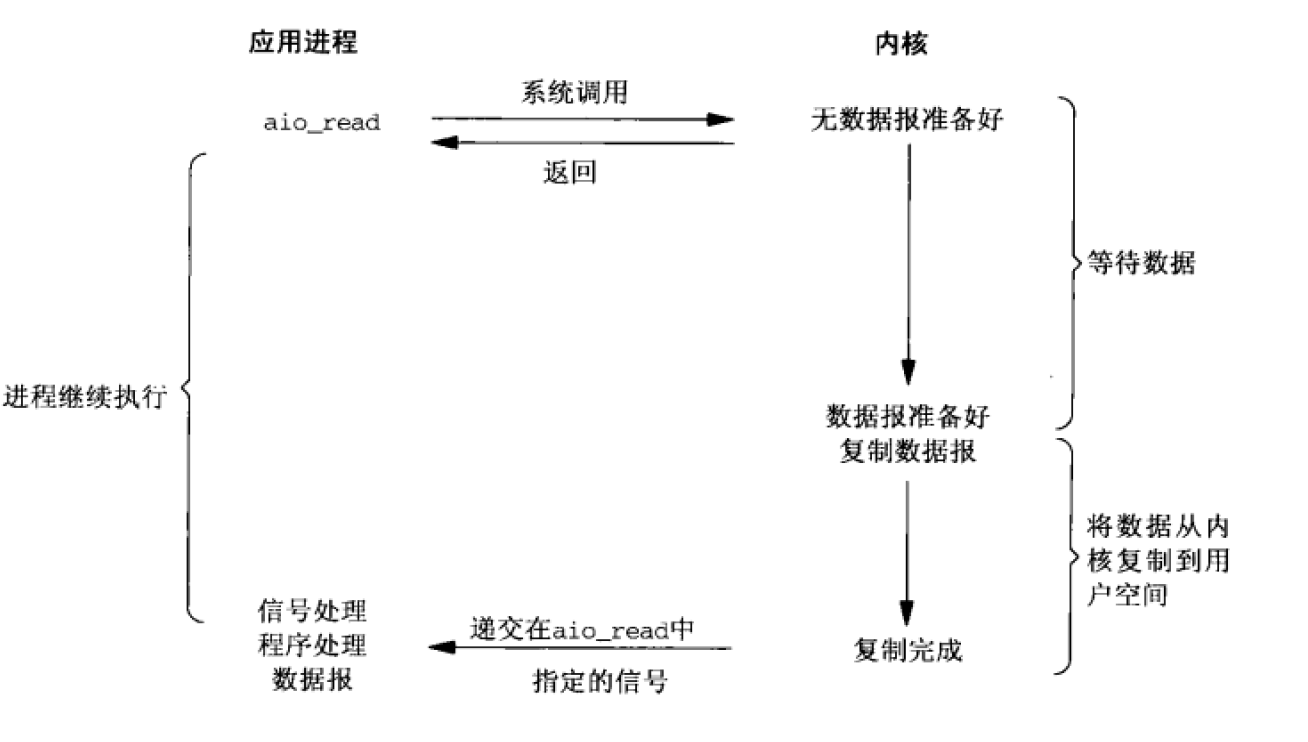 应用进程
内核
系统调用
aio_read
无数据报准备好
返回
等待数据
进程继续执行
数据报准备好
复制数据报
将数据从内
核复制到用
户空间
信号处理
程序处理
数据报
递交在aio_read中
指定的信号
复制完成